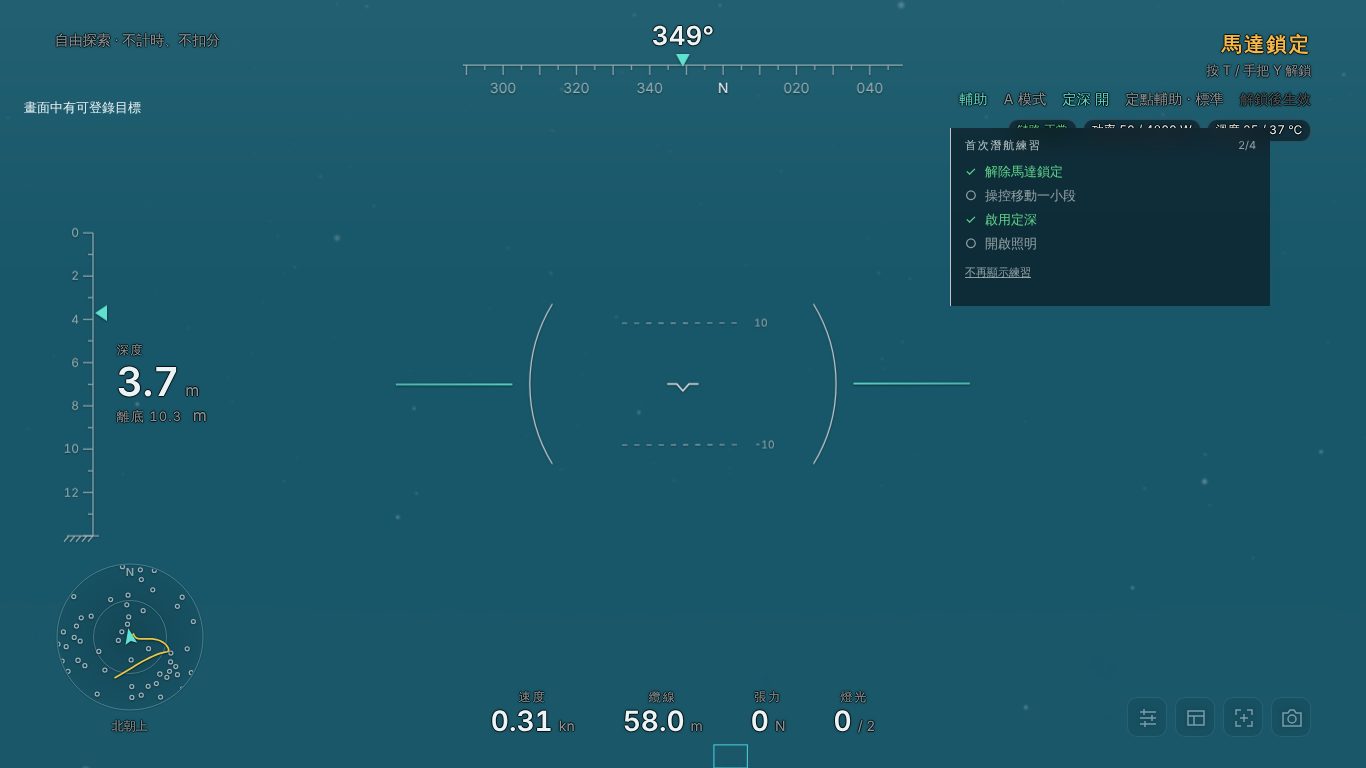 自由探索 · 不計時、不扣分
349°
300 320 340 N 020 040
馬達鎖定
按 T / 手把 Y 解鎖
輔助 A 模式 定深 開 定點輔助 · 標準 解鎖後生效
畫面中有可登錄目標
37 °C
首次潛航練習 2/4
解除馬達鎖定
操控移動一小段
啟用定深
開啟照明
不再顯示練習
0
2
4
6
8
10
12
深度
3.7 m
離底 10.3 m
10
-10
N
北朝上
速度 纜線 張力 燈光
0.31 kn 58.0 m 0 N 0 / 2